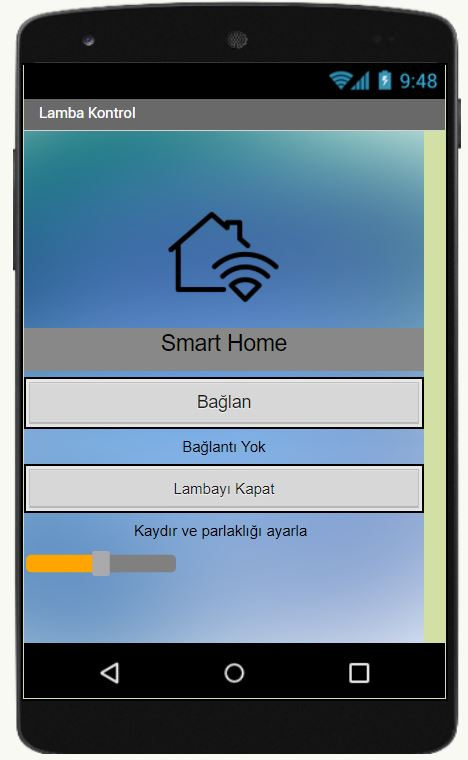 9:48
Lamba Kontrol
Smart Home
Bağlan
Bağlantı Yok
Lambayı Kapat
Kaydır ve parlaklığı ayarla